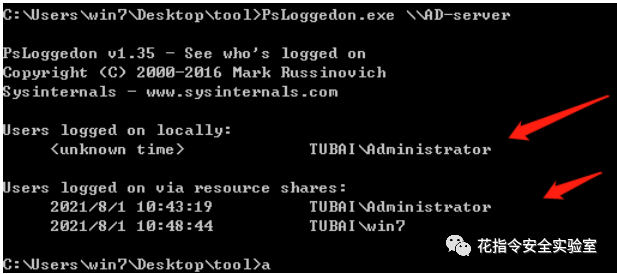 C:\Users\win7\Desktop\tool>PsLoggedon.exe \\AD-server
PsLoggedon v1.35 - See who's logged on
Copyright (C) 2000-2016 Mark Russinovich
Sysinternals - www.sysinternals.com
Users logged on locally:
<unknown time> TUBAI\Administrator
Users logged on via resource shares:
2021/8/1 10:43:19 TUBAI\Administrator
2021/8/1 10:48:44 TUBAI\win7
C:\Users\win7\Desktop\tool>a
花指令安全实验室